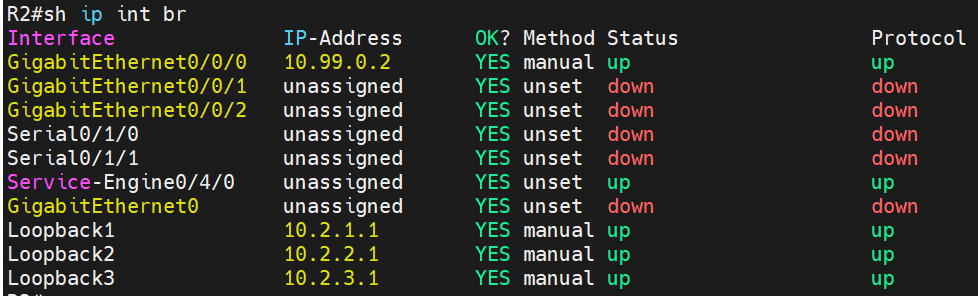 R2#sh ip int br
Interface              IP-Address      OK? Method Status                Protocol
GigabitEthernet0/0/0   10.99.0.2       YES manual up                    up
GigabitEthernet0/0/1   unassigned      YES unset  down                  down
GigabitEthernet0/0/2   unassigned      YES unset  down                  down
Serial0/1/0            unassigned      YES unset  down                  down
Serial0/1/1            unassigned      YES unset  down                  down
Service-Engine0/4/0    unassigned      YES unset  up                    up
GigabitEthernet0       unassigned      YES unset  down                  down
Loopback1              10.2.1.1        YES manual up                    up
Loopback2              10.2.2.1        YES manual up                    up
Loopback3              10.2.3.1        YES manual up                    up